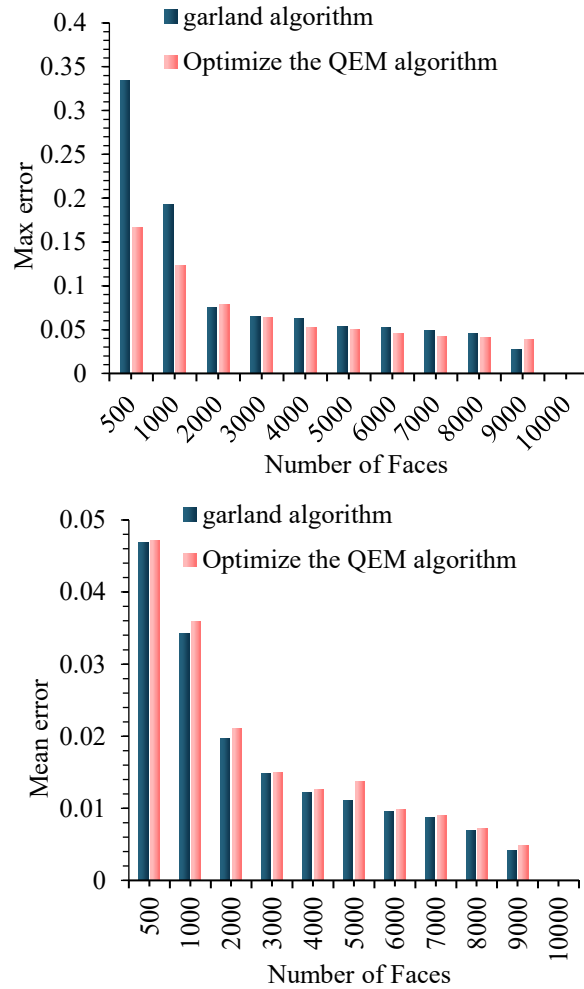 garland algorithm
Optimize the QEM algorithm
Max error
0.4
0.35
0.3
0.25
0.2
0.15
0.1
0.05
0
500 1000 2000 3000 4000 5000 6000 7000 8000 9000 10000
Number of Faces
garland algorithm
Optimize the QEM algorithm
Mean error
0.05
0.04
0.03
0.02
0.01
0
500 1000 2000 3000 4000 5000 6000 7000 8000 9000 10000
Number of Faces